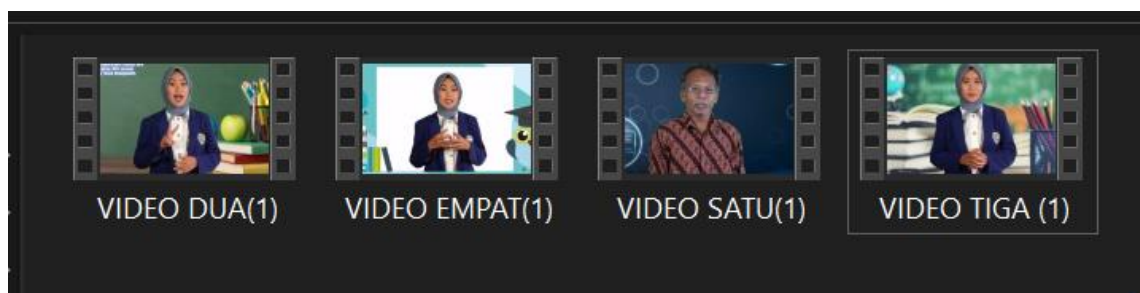 VIDEO DUA(1)
VIDEO EMPAT(1)
VIDEO SATU(1)
VIDEO TIGA (1)